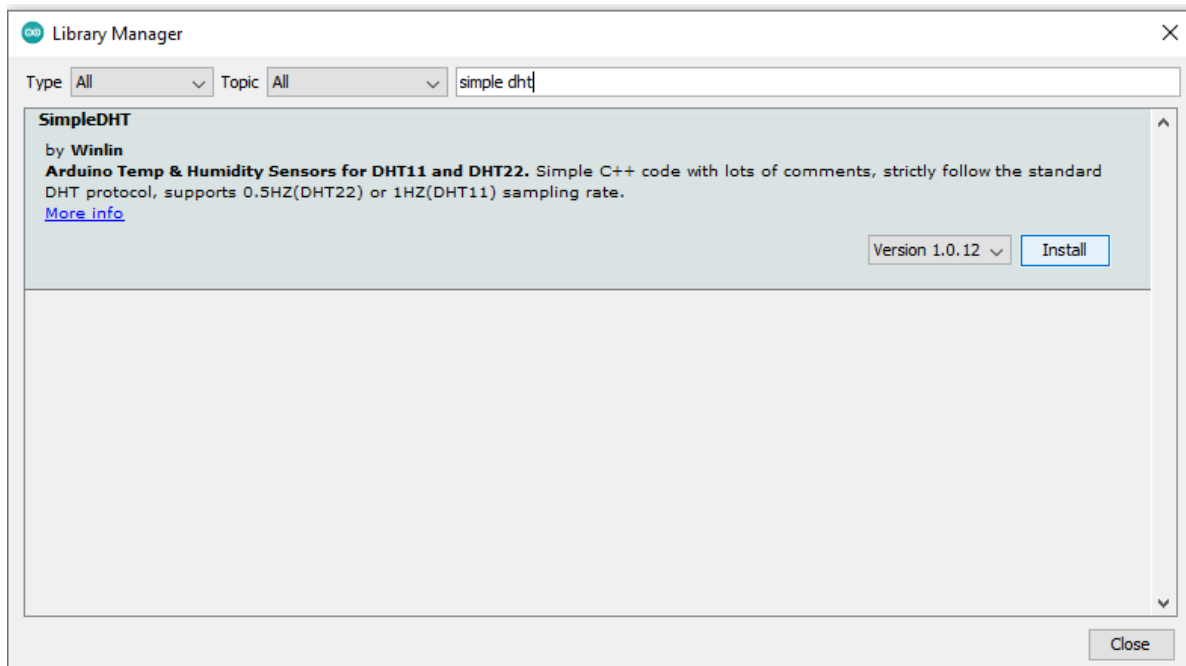 Library Manager
Type All Topic All simple dht
SimpleDHT
by Winlin
Arduino Temp & Humidity Sensors for DHT11 and DHT22. Simple C++ code with lots of comments, strictly follow the standard
DHT protocol, supports 0.5HZ(DHT22) or 1HZ(DHT11) sampling rate.
More info
Version 1.0.12 Install
Close